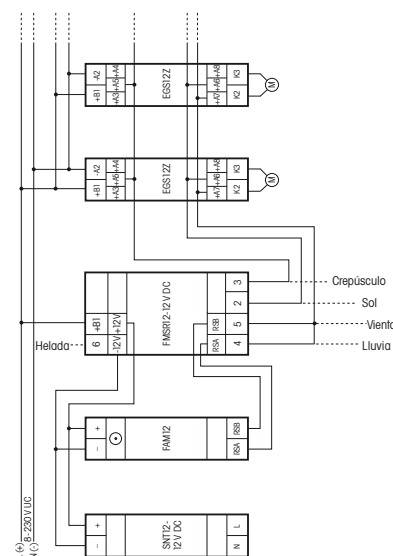 -A2
+B1
+A3+A5+A4
EGS12Z
+A7+A6+A8
K3
K2
M
-A2
+B1
+A3+A6+A4
EGS12Z
+A7+A6+A8
K3
K2
M
+B1
6
-12V +12V
FMSR12-12 V DC
RSB
RSA
3
2
5
4
Crepúsculo
Sol
Viento
Lluvia
Helada
+
−
FAM12
RSB
RSA
+
−
SNT12-
12 V DC
L
N
(+)
8-230 V UC
N (-)